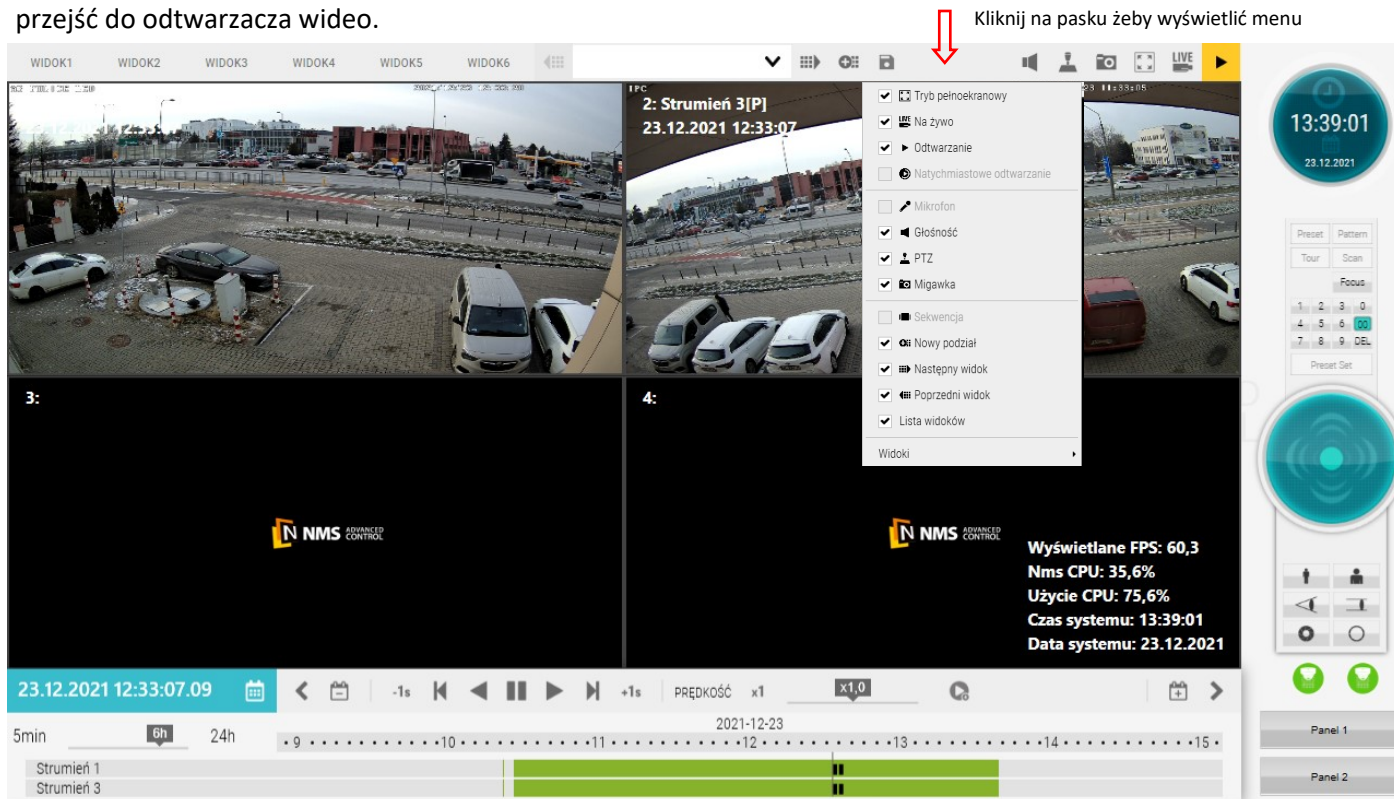 przejść do odtwarzacza wideo.
Kliknij na pasku żeby wyświetlić menu
WIDOK1 WIDOK2 WIDOK3 WIDOK4 WIDOK5 WIDOK6
LIVE
IPC
2: Strumień 3[P]
23.12.2021 12:33:07
Tryb pełnoekranowy
LIVE Na żywo
Odtwarzanie
Natychmiastowe odtwarzanie
Mikrofon
Głośność
PTZ
Migawka
Sekwencja
Nowy podział
Następny widok
Poprzedni widok
Lista widoków
Widoki
13:39:01
23.12.2021
Preset Pattern
Tour Scan
Focus
1 2 3 0
4 5 6
7 8 9 DEL
Preset Set
3:
4:
N NMS ADVANCED CONTROL
N NMS ADVANCED CONTROL
Wyświetlane FPS: 60,3
Nms CPU: 35,6%
Użycie CPU: 75,6%
Czas systemu: 13:39:01
Data systemu: 23.12.2021
23.12.2021 12:33:07.09
-1s +1s PRĘDKOŚĆ x1 x1,0
5min 6h 24h
2021-12-23
9 10 11 12 13 14 15
Strumień 1
Strumień 3
Panel 1
Panel 2